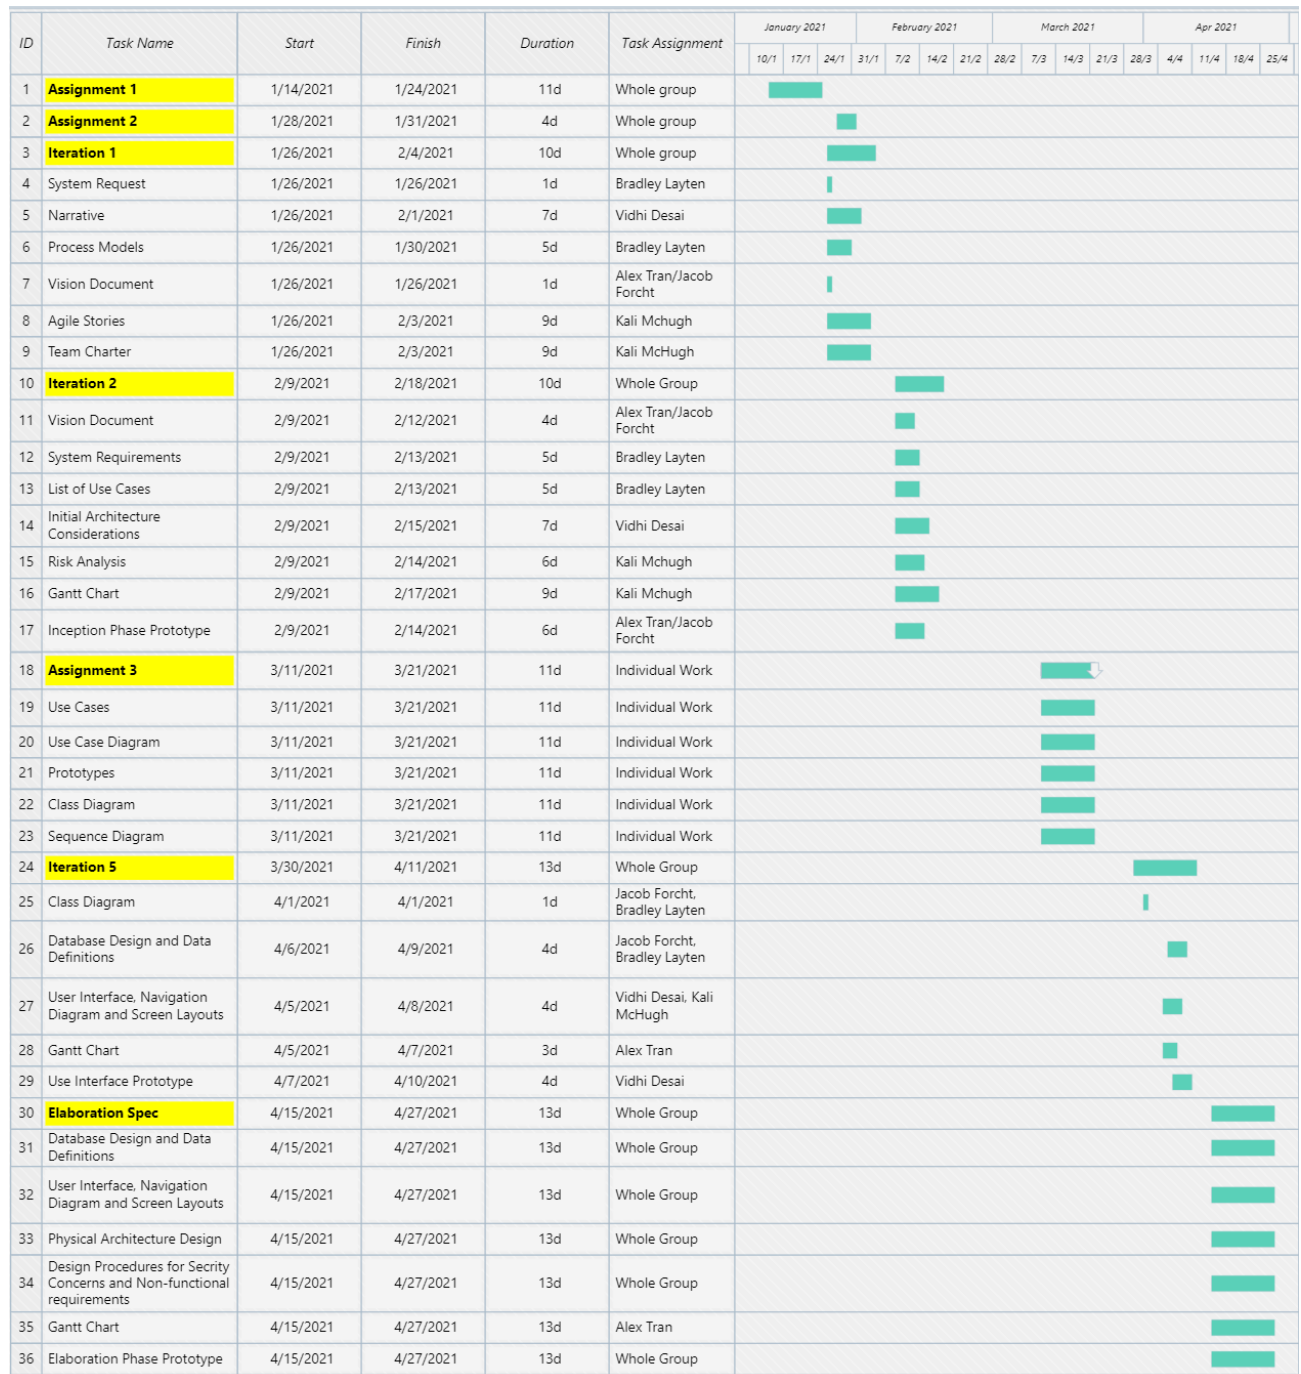 ID Task Name Start Finish Duration Task Assignment January 2021 February 2021 March 2021 Apr 2021
10/1 17/1 24/1 31/1 7/2 14/2 21/2 28/2 7/3 14/3 21/3 28/3 4/4 11/4 18/4 25/4
1 Assignment 1 1/14/2021 1/24/2021 11d Whole group
2 Assignment 2 1/28/2021 1/31/2021 4d Whole group
3 Iteration 1 1/26/2021 2/4/2021 10d Whole group
4 System Request 1/26/2021 1/26/2021 1d Bradley Layten
5 Narrative 1/26/2021 2/1/2021 7d Vidhi Desai
6 Process Models 1/26/2021 1/30/2021 5d Bradley Layten
7 Vision Document 1/26/2021 1/26/2021 1d Alex Tran/Jacob
Forcht
8 Agile Stories 1/26/2021 2/3/2021 9d Kali Mchugh
9 Team Charter 1/26/2021 2/3/2021 9d Kali McHugh
10 Iteration 2 2/9/2021 2/18/2021 10d Whole Group
11 Vision Document 2/9/2021 2/12/2021 4d Alex Tran/Jacob
Forcht
12 System Requirements 2/9/2021 2/13/2021 5d Bradley Layten
13 List of Use Cases 2/9/2021 2/13/2021 5d Bradley Layten
14 Initial Architecture
Considerations 2/9/2021 2/15/2021 7d Vidhi Desai
15 Risk Analysis 2/9/2021 2/14/2021 6d Kali Mchugh
16 Gantt Chart 2/9/2021 2/17/2021 9d Kali Mchugh
17 Inception Phase Prototype 2/9/2021 2/14/2021 6d Alex Tran/Jacob
Forcht
18 Assignment 3 3/11/2021 3/21/2021 11d Individual Work
19 Use Cases 3/11/2021 3/21/2021 11d Individual Work
20 Use Case Diagram 3/11/2021 3/21/2021 11d Individual Work
21 Prototypes 3/11/2021 3/21/2021 11d Individual Work
22 Class Diagram 3/11/2021 3/21/2021 11d Individual Work
23 Sequence Diagram 3/11/2021 3/21/2021 11d Individual Work
24 Iteration 5 3/30/2021 4/11/2021 13d Whole Group
25 Class Diagram 4/1/2021 4/1/2021 1d Jacob Forcht,
Bradley Layten
26 Database Design and Data
Definitions 4/6/2021 4/9/2021 4d Jacob Forcht,
Bradley Layten
27 User Interface, Navigation
Diagram and Screen Layouts 4/5/2021 4/8/2021 4d Vidhi Desai, Kali
McHugh
28 Gantt Chart 4/5/2021 4/7/2021 3d Alex Tran
29 Use Interface Prototype 4/7/2021 4/10/2021 4d Vidhi Desai
30 Elaboration Spec 4/15/2021 4/27/2021 13d Whole Group
31 Database Design and Data
Definitions 4/15/2021 4/27/2021 13d Whole Group
32 User Interface, Navigation
Diagram and Screen Layouts 4/15/2021 4/27/2021 13d Whole Group
33 Physical Architecture Design 4/15/2021 4/27/2021 13d Whole Group
34 Design Procedures for Secrity
Concerns and Non-functional
requirements 4/15/2021 4/27/2021 13d Whole Group
35 Gantt Chart 4/15/2021 4/27/2021 13d Alex Tran
36 Elaboration Phase Prototype 4/15/2021 4/27/2021 13d Whole Group